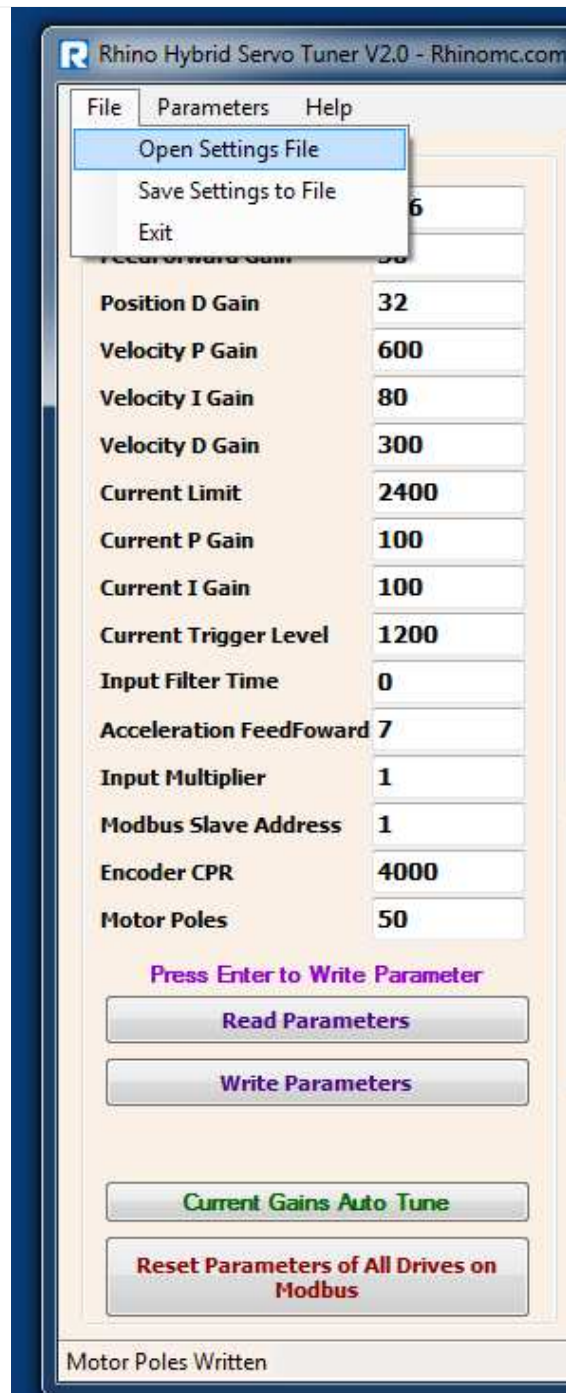 Rhino Hybrid Servo Tuner V2.0 - Rhinomc.com
File Parameters Help
Open Settings File
Save Settings to File
6
Exit
Position D Gain 32
Velocity P Gain 600
Velocity I Gain 80
Velocity D Gain 300
Current Limit 2400
Current P Gain 100
Current I Gain 100
Current Trigger Level 1200
Input Filter Time 0
Acceleration FeedFoward 7
Input Multiplier 1
Modbus Slave Address 1
Encoder CPR 4000
Motor Poles 50
Press Enter to Write Parameter
Read Parameters
Write Parameters
Current Gains Auto Tune
Reset Parameters of All Drives on
Modbus
Motor Poles Written